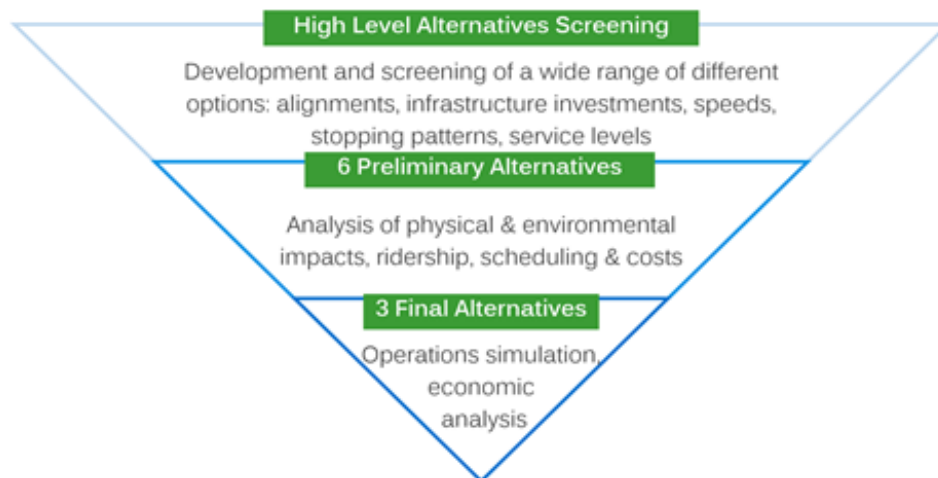 High Level Alternatives Screening
Development and screening of a wide range of different
options: alignments, infrastructure investments, speeds,
stopping patterns, service levels
6 Preliminary Alternatives
Analysis of physical & environmental
impacts, ridership, scheduling & costs
3 Final Alternatives
Operations simulation,
economic
analysis